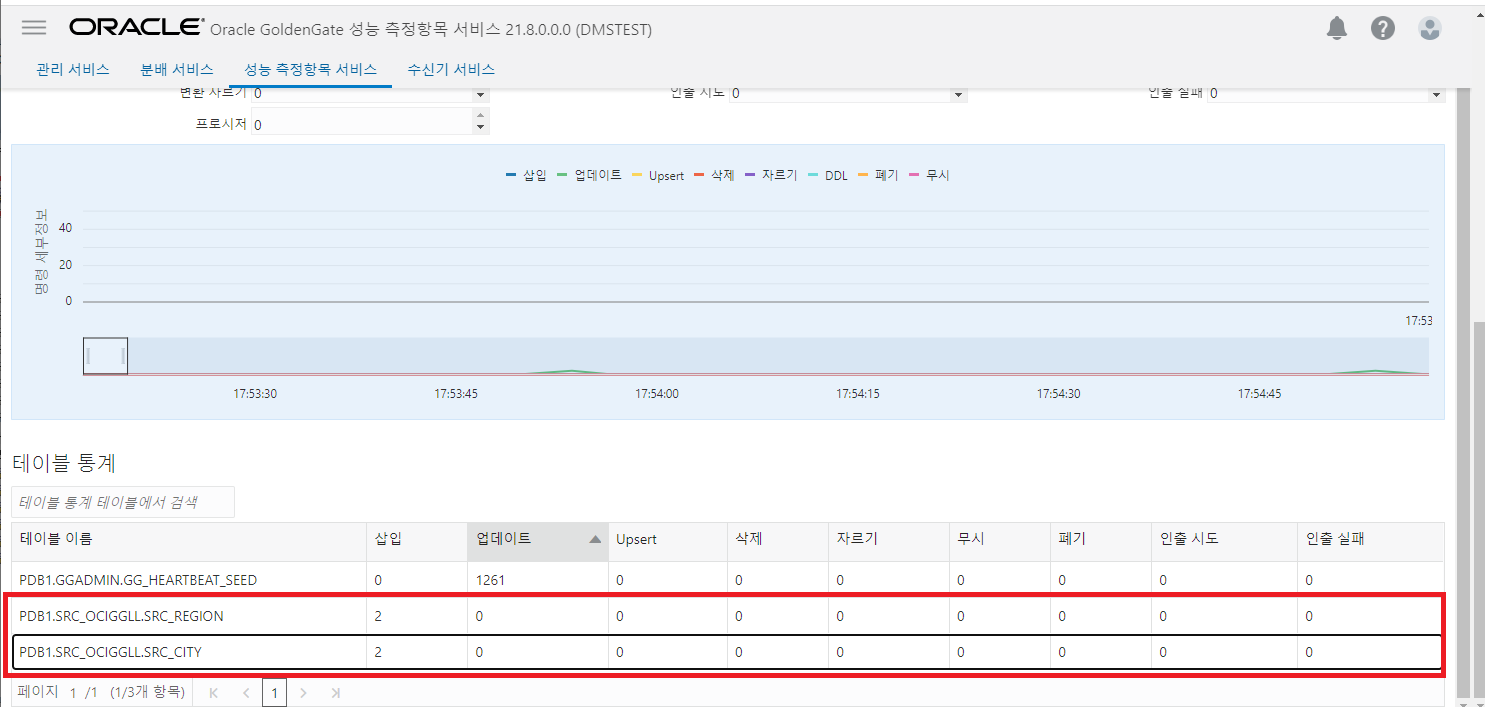 ORACLE® Oracle GoldenGate 성능 측정항목 서비스 21.8.0.0.0 (DMSTEST)
관리 서비스 분배 서비스 성능 측정항목 서비스 수신기 서비스
변환 자르기 0 인출 시도 0 인출 실패 0
프로시저 0
삽입 업데이트 Upsert 삭제 자르기 DDL 폐기 무시
명령 세부정보
40
20
0
17:53
17:53:30 17:53:45 17:54:00 17:54:15 17:54:30 17:54:45
테이블 통계
테이블 통계 테이블에서 검색
테이블 이름 삽입 업데이트 Upsert 삭제 자르기 무시 폐기 인출 시도 인출 실패
PDB1.GGADMIN.GG_HEARTBEAT_SEED 0 1261 0 0 0 0 0 0 0
PDB1.SRC_OCIGGLL.SRC_REGION 2 0 0 0 0 0 0 0 0
PDB1.SRC_OCIGGLL.SRC_CITY 2 0 0 0 0 0 0 0 0
페이지 1 /1 (1/3개 항목) 1